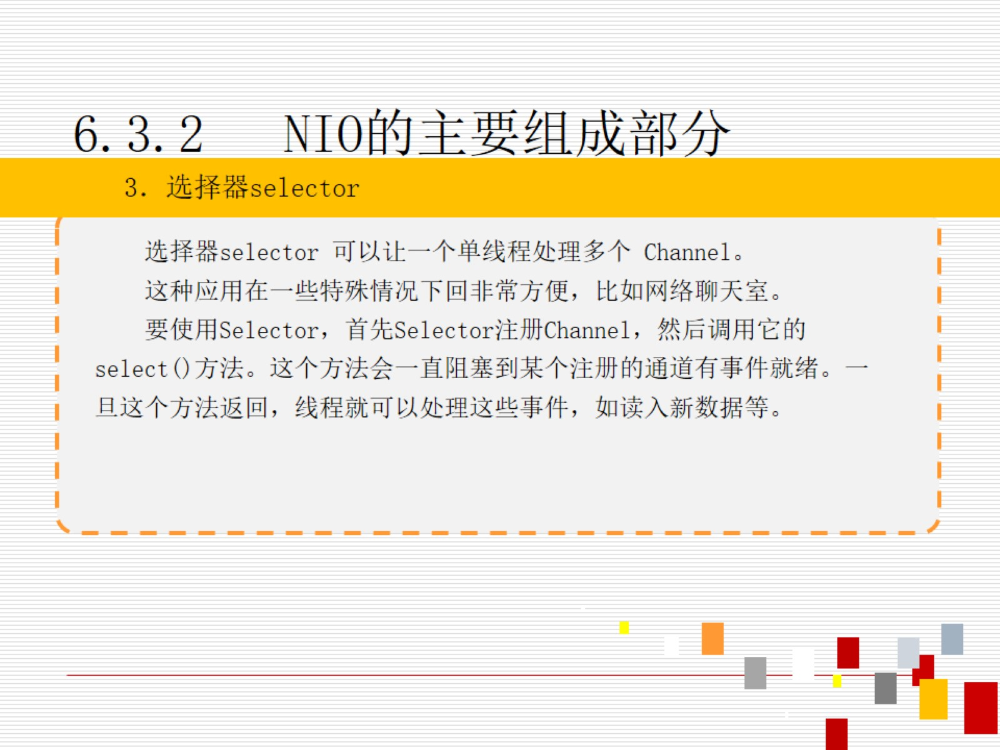 6.3.2 NIO的主要组成部分
3. 选择器selector
选择器selector 可以让一个单线程处理多个 Channel。
这种应用在一些特殊情况下回非常方便，比如网络聊天室。
要使用Selector，首先Selector注册Channel，然后调用它的
select()方法。这个方法会一直阻塞到某个注册的通道有事件就绪。一
旦这个方法返回，线程就可以处理这些事件，如读入新数据等。